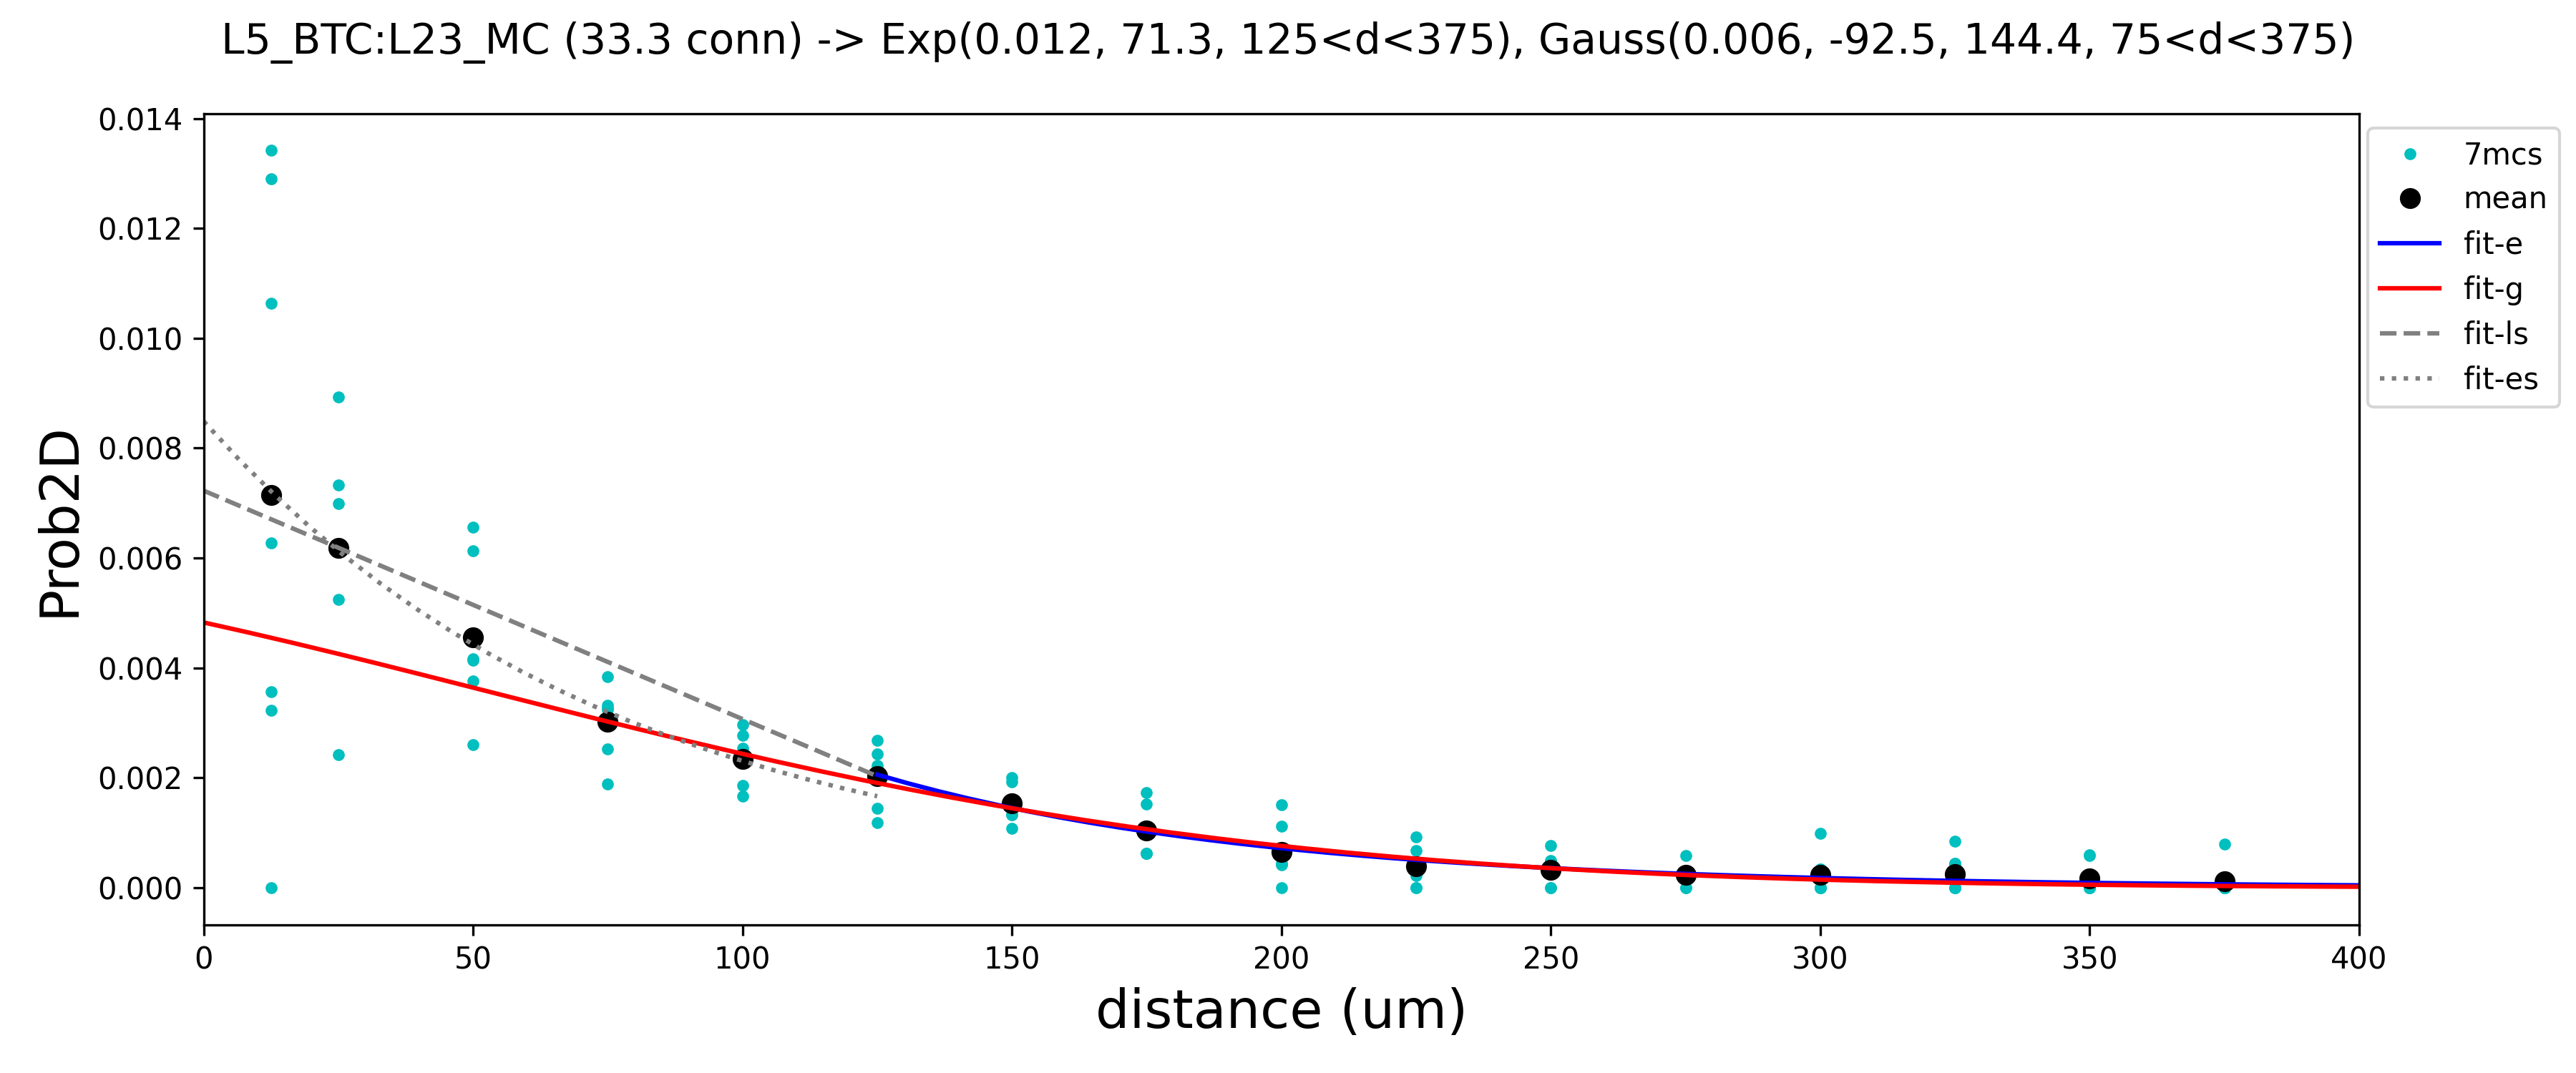 L5_BTC:L23_MC (33.3 conn) -> Exp(0.012, 71.3, 125<d<375), Gauss(0.006, -92.5, 144.4, 75<d<375)
0.014
0.012
0.010
0.008
0.006
0.004
0.002
0.000
Prob2D
0 50 100 150 200 250 300 350 400
distance (um)
7mcs
mean
fit-e
fit-g
fit-ls
fit-es